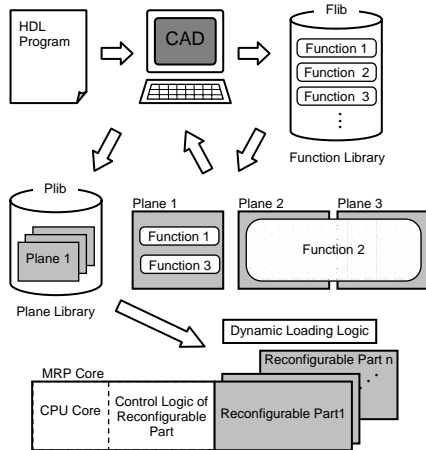 HDL
Program
CAD
Flib
Function 1
Function 2
Function 3
Function Library
Plib
Plane 1
Plane Library
Plane 1
Plane 2
Plane 3
Function 1
Function 3
Function 2
Dynamic Loading Logic
Reconfigurable Part n
MRP Core
CPU Core
Control Logic of
Reconfigurable
Part
Reconfigurable Part1